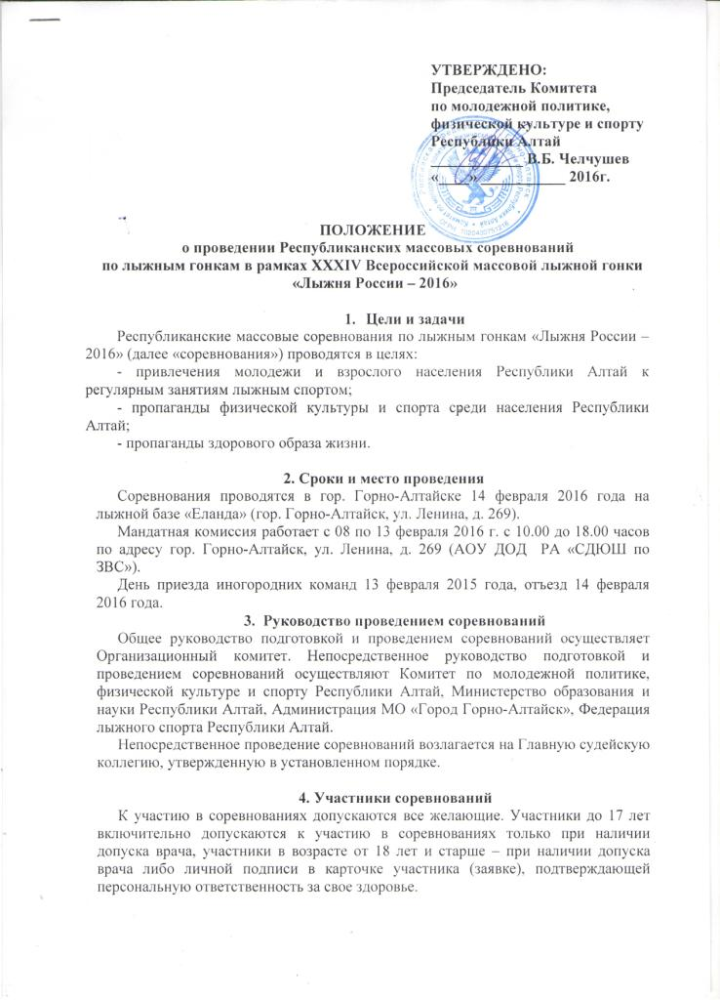 УТВЕРЖДЕНО:
Председатель Комитета
по молодежной политике,
физической культуре и спорту
Республики Алтай
____________ В.Б. Челчушев
«____»____________ 2016г.
ПОЛОЖЕНИЕ
о проведении Республиканских массовых соревнований
по лыжным гонкам в рамках XXXIV Всероссийской массовой лыжной гонки
«Лыжня России – 2016»
1. Цели и задачи
Республиканские массовые соревнования по лыжным гонкам «Лыжня России –
2016» (далее «соревнования») проводятся в целях:
- привлечения молодежи и взрослого населения Республики Алтай к
регулярным занятиям лыжным спортом;
- пропаганды физической культуры и спорта среди населения Республики
Алтай;
- пропаганды здорового образа жизни.
2. Сроки и место проведения
Соревнования проводятся в гор. Горно-Алтайске 14 февраля 2016 года на
лыжной базе «Еланда» (гор. Горно-Алтайск, ул. Ленина, д. 269).
Мандатная комиссия работает с 08 по 13 февраля 2016 г. с 10.00 до 18.00 часов
по адресу гор. Горно-Алтайск, ул. Ленина, д. 269 (АОУ ДОД РА «СДЮШ по
ЗВС»).
День приезда иногородних команд 13 февраля 2015 года, отъезд 14 февраля
2016 года.
3. Руководство проведением соревнований
Общее руководство подготовкой и проведением соревнований осуществляет
Организационный комитет. Непосредственное руководство подготовкой и
проведением соревнований осуществляют Комитет по молодежной политике,
физической культуре и спорту Республики Алтай, Министерство образования и
науки Республики Алтай, Администрация МО «Город Горно-Алтайск», Федерация
лыжного спорта Республики Алтай.
Непосредственное проведение соревнований возлагается на Главную судейскую
коллегию, утвержденную в установленном порядке.
4. Участники соревнований
К участию в соревнованиях допускаются все желающие. Участники до 17 лет
включительно допускаются к участию в соревнованиях только при наличии
допуска врача, участники в возрасте от 18 лет и старше – при наличии допуска
врача либо личной подписи в карточке участника (заявке), подтверждающей
персональную ответственность за свое здоровье.